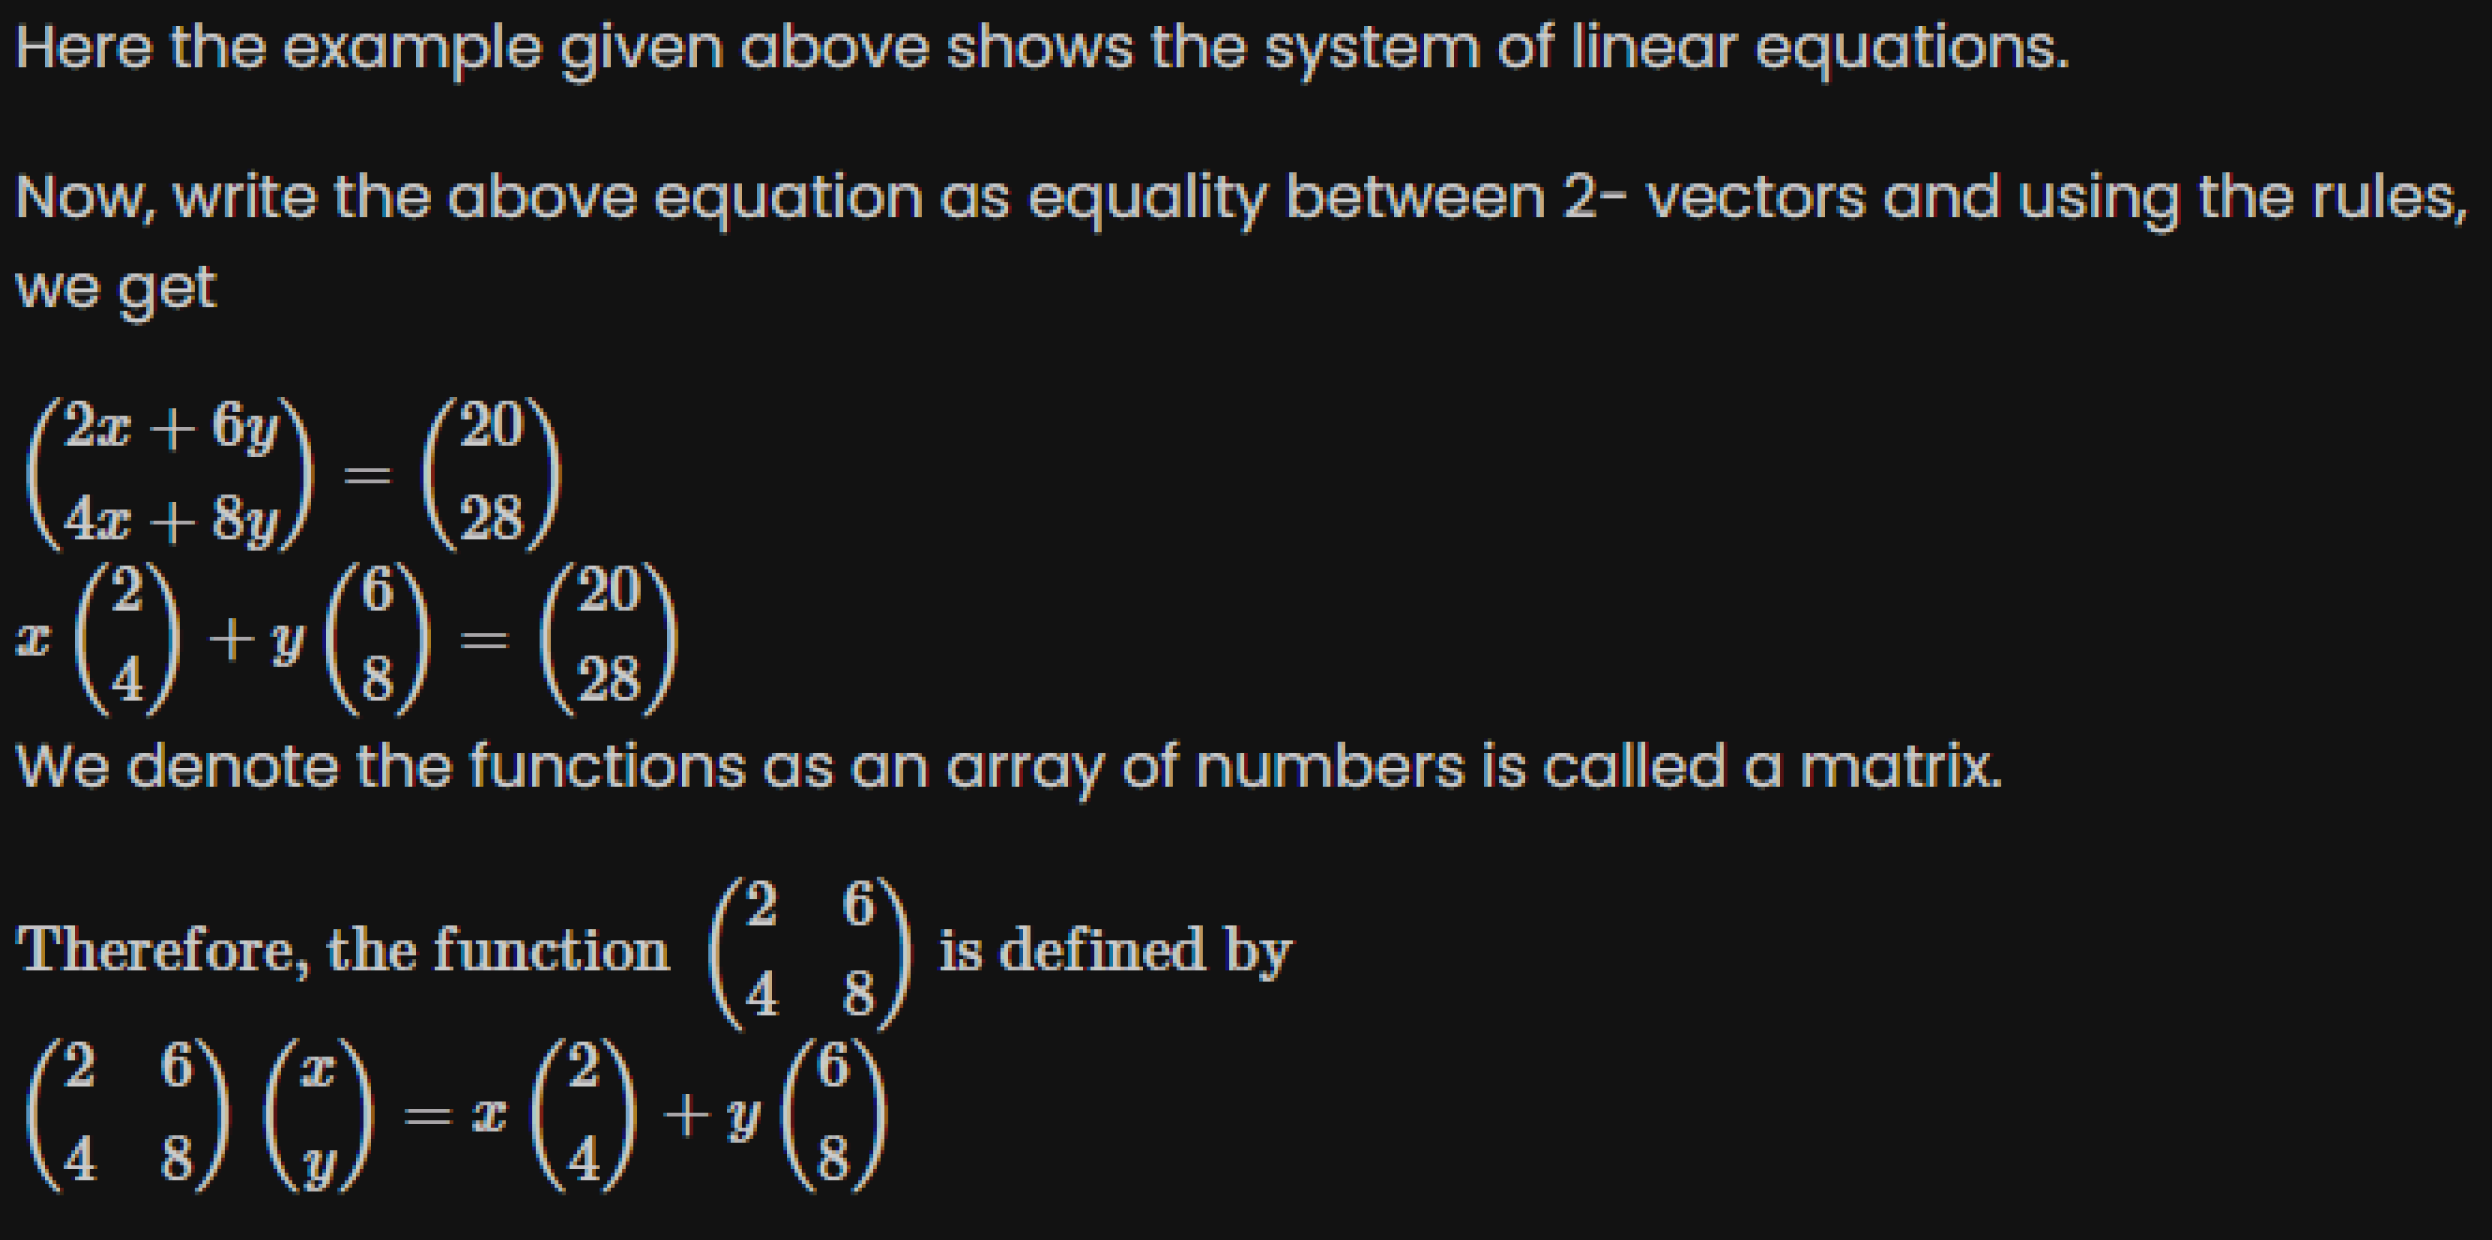 Here the example given above shows the system of linear equations.
Now, write the above equation as equality between 2- vectors and using the rules,
we get
(2x + 6y
4x + 8y) = (20
28)
x (2
4) + y (6
8) = (20
28)
We denote the functions as an array of numbers is called a matrix.
Therefore, the function (2 6
4 8) is defined by
(2 6
4 8) (x
y) = x (2
4) + y (6
8)